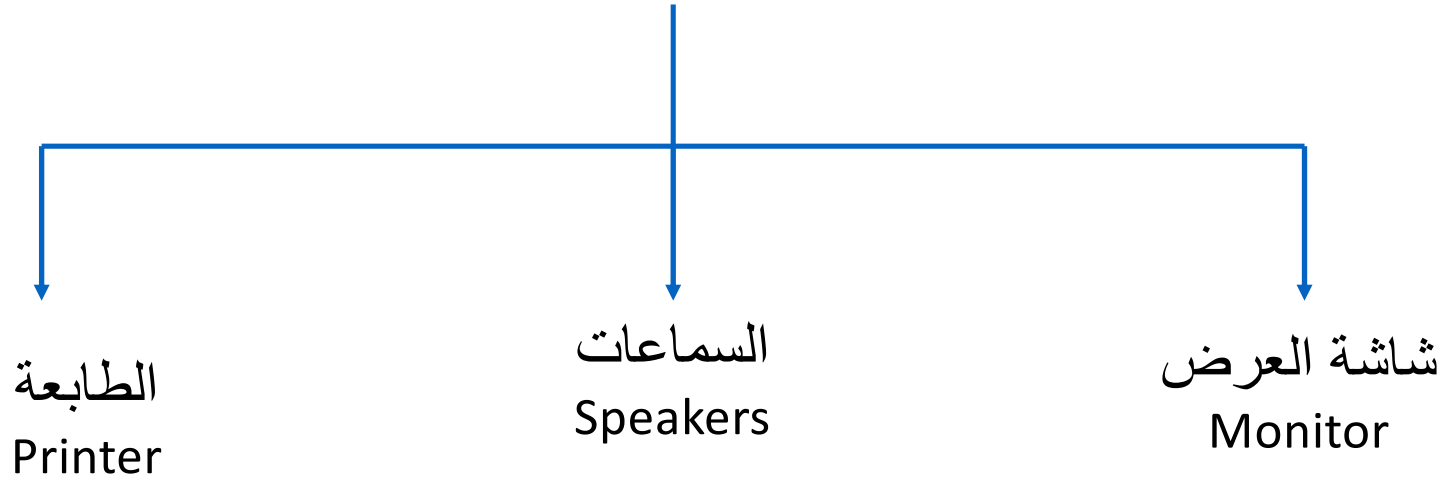 شاشة العرض
Monitor
السماعات
Speakers
الطابعة
Printer